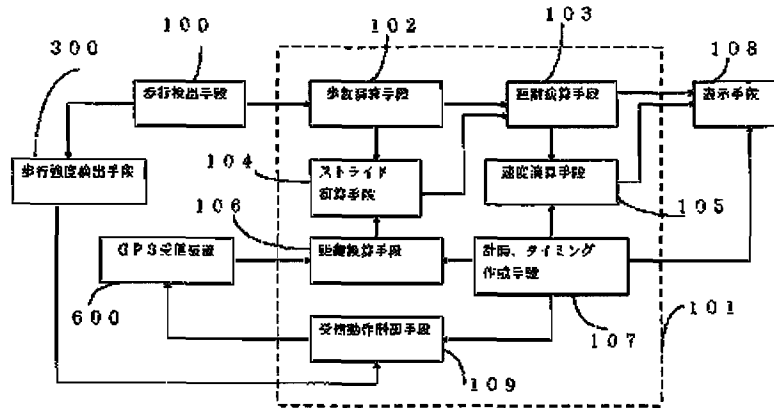 300
100
102
103
108
歩行検出手段
歩数演算手段
距離演算手段
表示手段
歩行強度検出手段
104
ストライド
演算手段
速度演算手段
105
106
GPS受信装置
距離換算手段
計時、タイミング
作成手段
600
受信動作制御手段
107
101
109